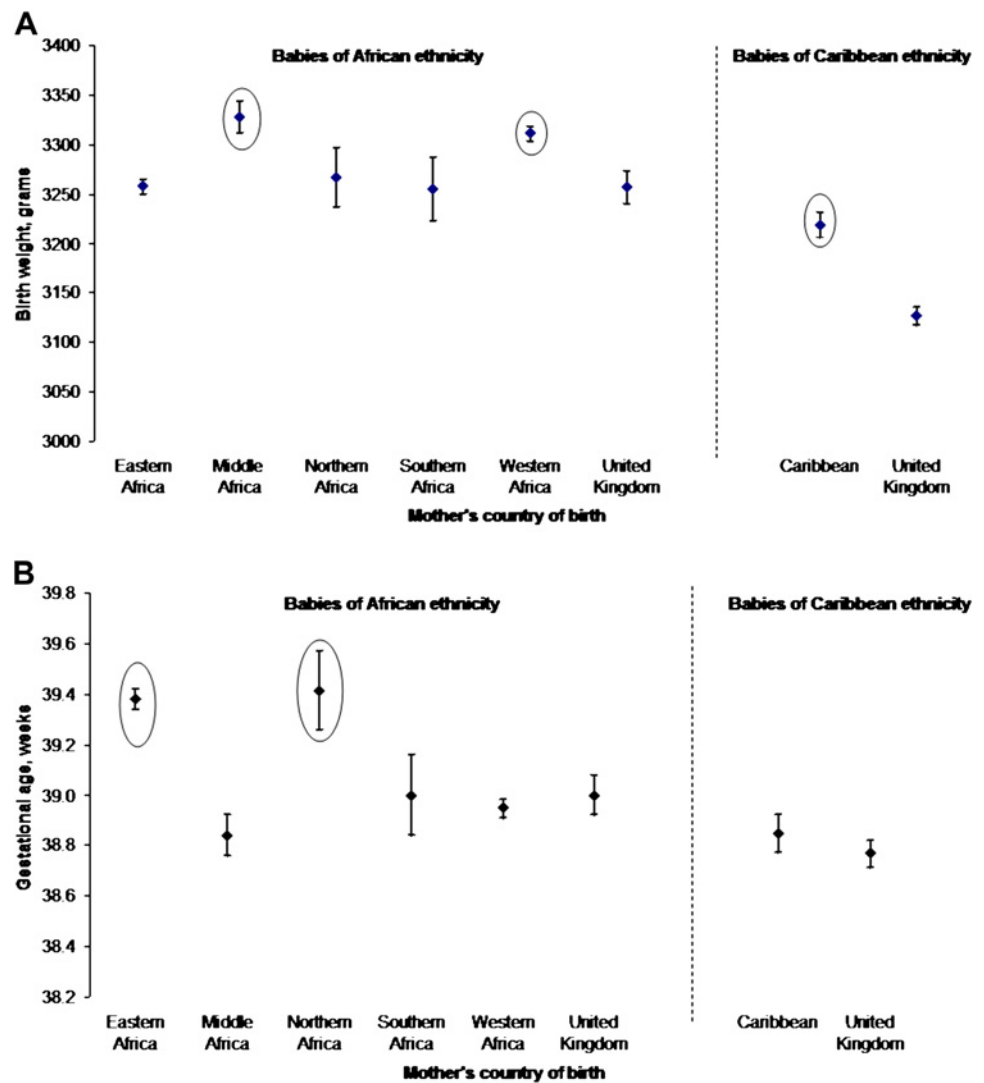 A
Babies of African ethnicity
Babies of Caribbean ethnicity
3400
3350
3300
3250
3200
3150
3100
3050
3000
Birth weight, grams
Eastern Africa
Middle Africa
Northern Africa
Southern Africa
Western Africa
United Kingdom
Caribbean
United Kingdom
Mother's country of birth
B
Babies of African ethnicity
Babies of Caribbean ethnicity
39.8
39.6
39.4
39.2
39.0
38.8
38.6
38.4
38.2
Gestational age, weeks
Eastern Africa
Middle Africa
Northern Africa
Southern Africa
Western Africa
United Kingdom
Caribbean
United Kingdom
Mother's country of birth